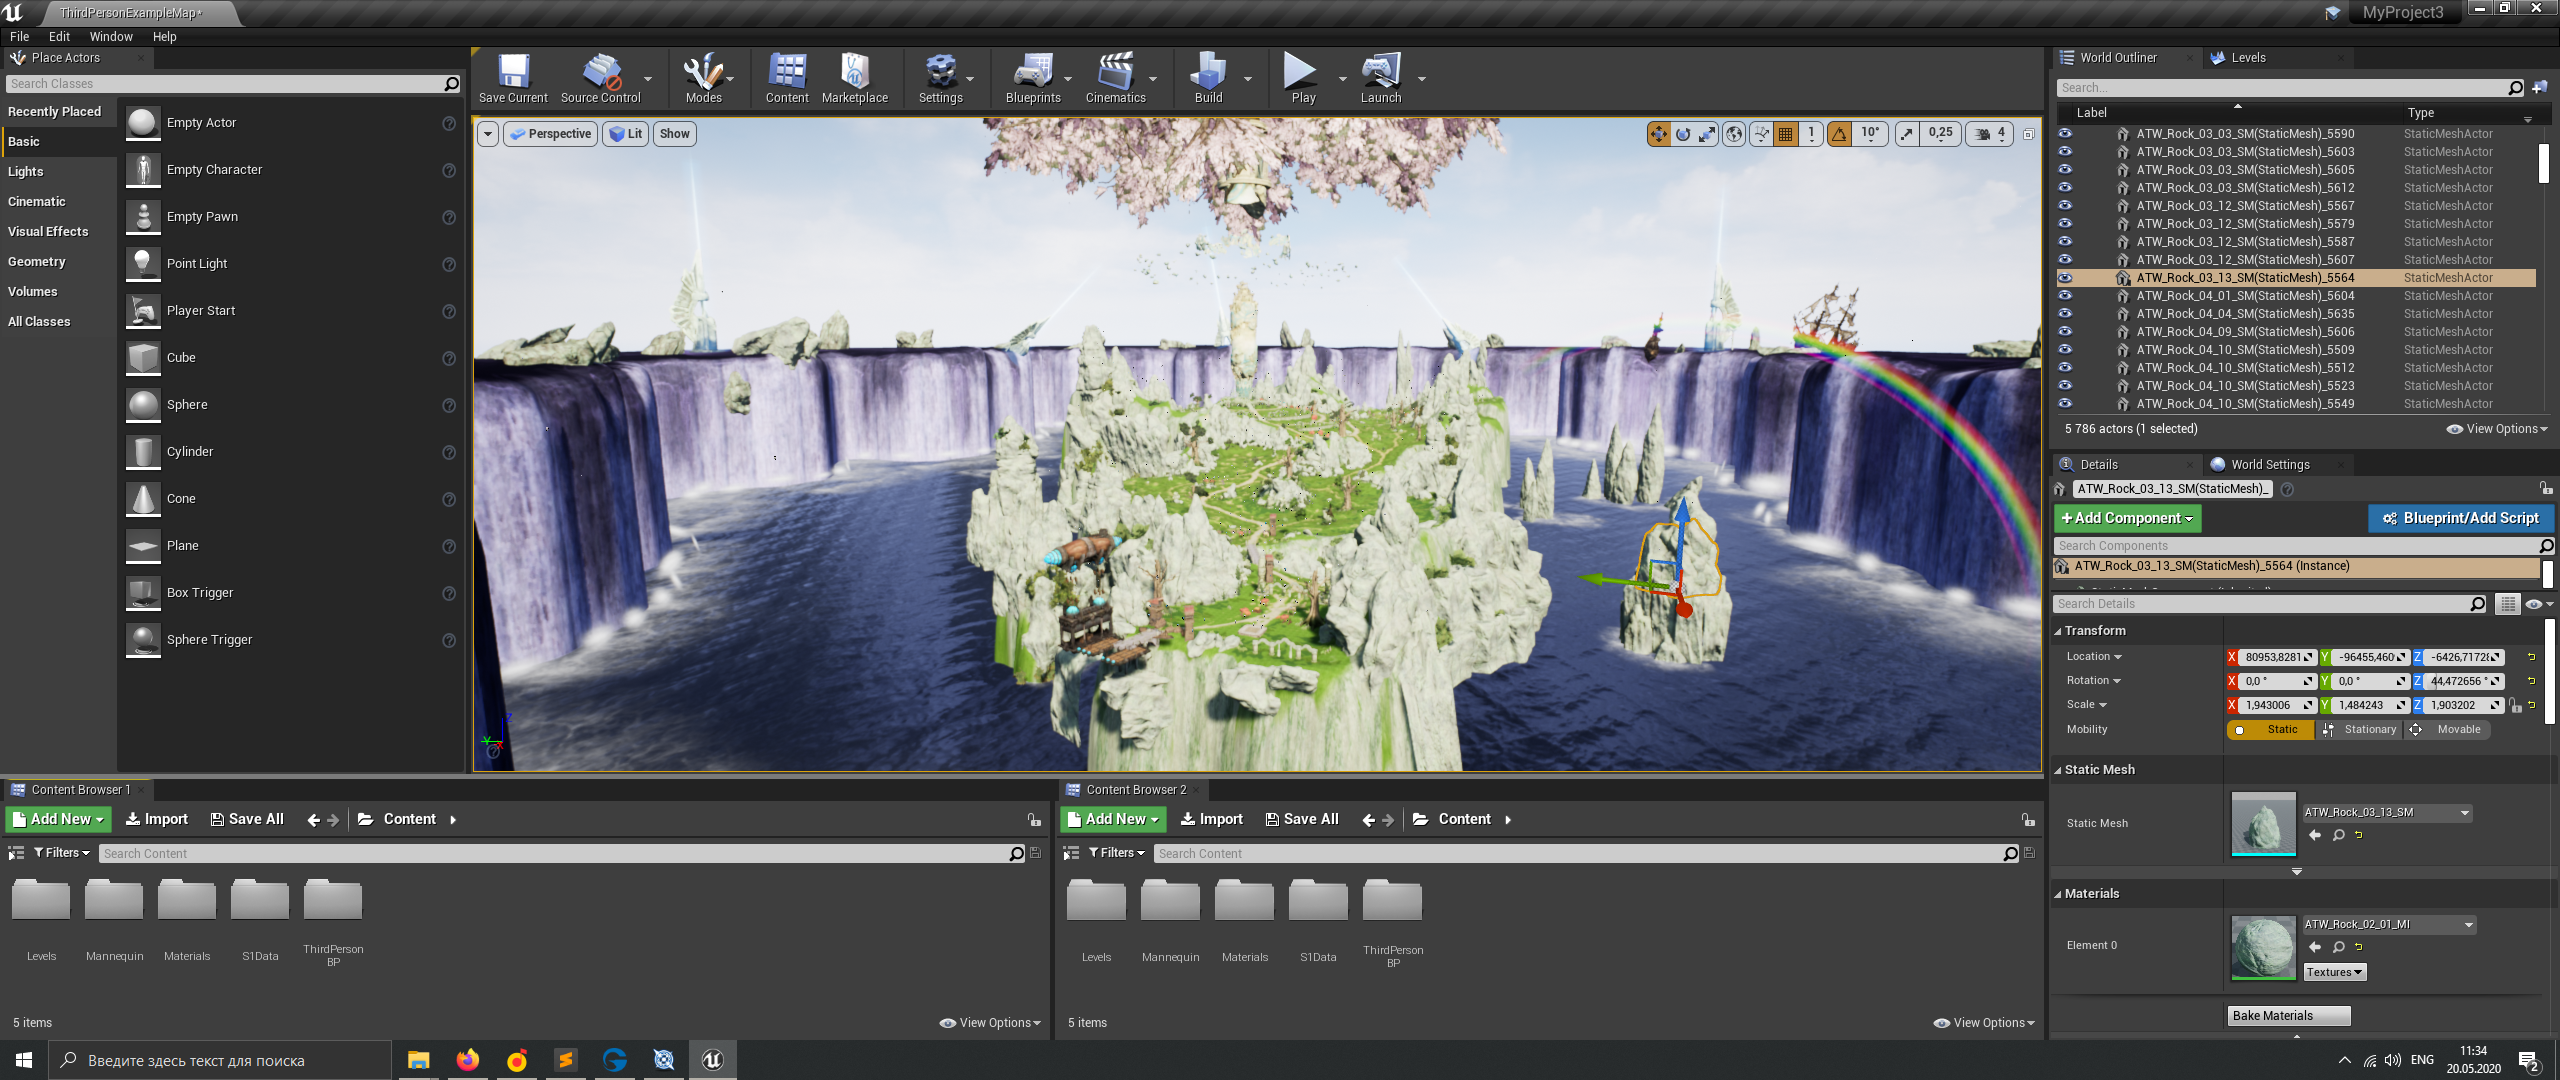 ThirdPersonExampleMap*
MyProject3
File Edit Window Help
Place Actors
Search Classes
Recently Placed
Basic
Lights
Cinematic
Visual Effects
Geometry
Volumes
All Classes
Empty Actor
Empty Character
Empty Pawn
Point Light
Player Start
Cube
Sphere
Cylinder
Cone
Plane
Box Trigger
Sphere Trigger
Save Current
Source Control
Modes
Content
Marketplace
Settings
Blueprints
Cinematics
Build
Play
Launch
Perspective
Lit
Show
1
10°
0,25
4
World Outliner
Levels
Search...
Label Type
ATW_Rock_03_03_SM(StaticMesh)_5590 StaticMeshActor
ATW_Rock_03_03_SM(StaticMesh)_5603 StaticMeshActor
ATW_Rock_03_03_SM(StaticMesh)_5605 StaticMeshActor
ATW_Rock_03_03_SM(StaticMesh)_5612 StaticMeshActor
ATW_Rock_03_12_SM(StaticMesh)_5567 StaticMeshActor
ATW_Rock_03_12_SM(StaticMesh)_5579 StaticMeshActor
ATW_Rock_03_12_SM(StaticMesh)_5587 StaticMeshActor
ATW_Rock_03_12_SM(StaticMesh)_5607 StaticMeshActor
ATW_Rock_03_13_SM(StaticMesh)_5564 StaticMeshActor
ATW_Rock_04_01_SM(StaticMesh)_5604 StaticMeshActor
ATW_Rock_04_04_SM(StaticMesh)_5635 StaticMeshActor
ATW_Rock_04_09_SM(StaticMesh)_5606 StaticMeshActor
ATW_Rock_04_10_SM(StaticMesh)_5509 StaticMeshActor
ATW_Rock_04_10_SM(StaticMesh)_5512 StaticMeshActor
ATW_Rock_04_10_SM(StaticMesh)_5523 StaticMeshActor
ATW_Rock_04_10_SM(StaticMesh)_5549 StaticMeshActor
5 786 actors (1 selected)
View Options
Details
World Settings
ATW_Rock_03_13_SM(StaticMesh)_
+Add Component
Blueprint/Add Script
Search Components
ATW_Rock_03_13_SM(StaticMesh)_5564 (Instance)
Search Details
Transform
Location X 80953,8281 Y -96455,460 Z -6426,7172
Rotation X 0,0 ° Y 0,0 ° Z 44,472656 °
Scale X 1,943006 Y 1,484243 Z 1,903202
Mobility Static Stationary Movable
Static Mesh
Static Mesh
ATW_Rock_03_13_SM
Materials
Element 0
ATW_Rock_02_01_MI
Textures
Bake Materials
Content Browser 1
Add New Import Save All Content
Filters Search Content
Levels
Mannequin
Materials
S1Data
ThirdPerson
BP
5 items
View Options
Content Browser 2
Add New Import Save All Content
Filters Search Content
Levels
Mannequin
Materials
S1Data
ThirdPerson
BP
5 items
View Options
Введите здесь текст для поиска
ENG
11:34
20.05.2020
2